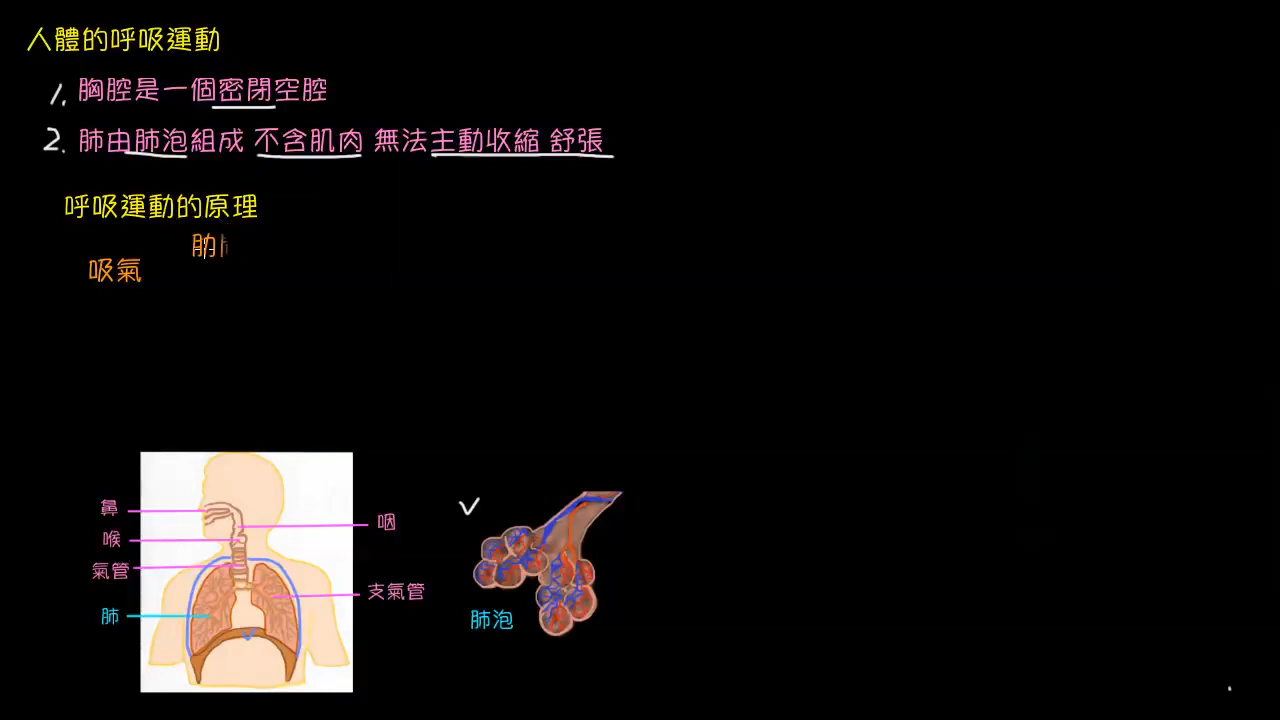 人體的呼吸運動
1. 胸腔是一個密閉空腔
2. 肺由肺泡組成 不含肌肉 無法主動收縮 舒張
呼吸運動的原理
肋
吸氣
鼻
咽
喉
氣管
支氣管
肺
肺泡